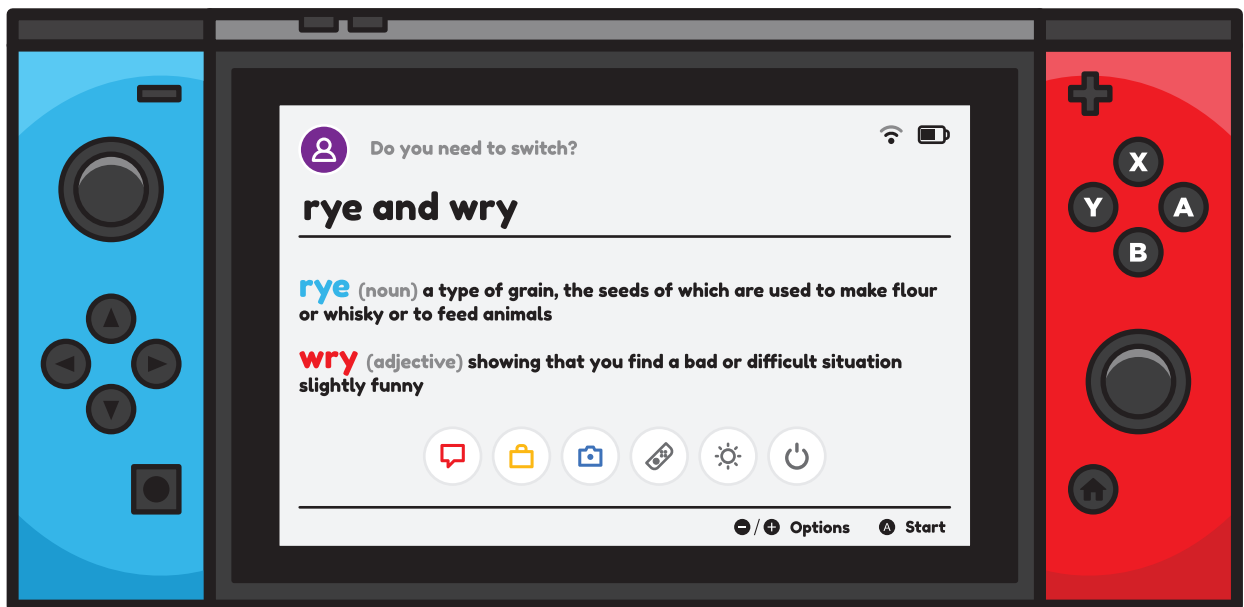 Do you need to switch?
rye and wry
rye (noun) a type of grain, the seeds of which are used to make flour
or whisky or to feed animals
wry (adjective) showing that you find a bad or difficult situation
slightly funny
X
Y A
B
/ Options A Start